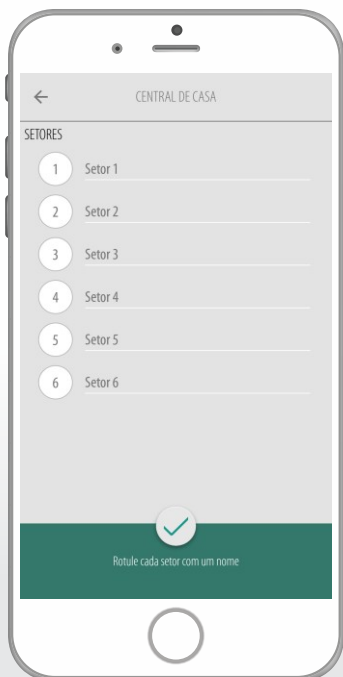 CENTRAL DE CASA
SETORES
1 Setor 1
2 Setor 2
3 Setor 3
4 Setor 4
5 Setor 5
6 Setor 6
Rotule cada setor com um nome